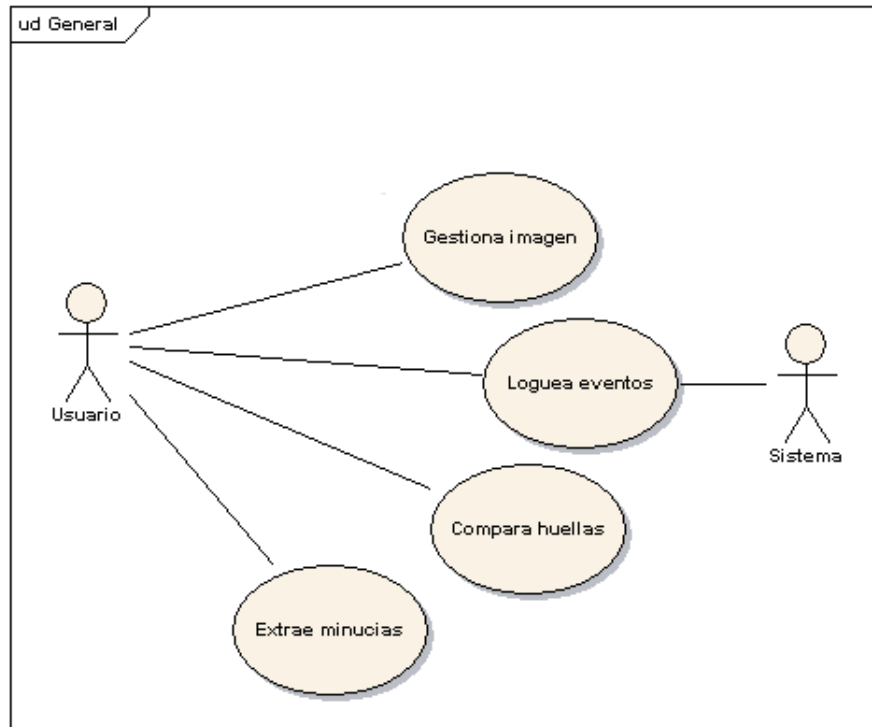 ud General
Gestiona imagen
Loguea eventos
Usuario
Sistema
Compara huellas
Extrae minucias